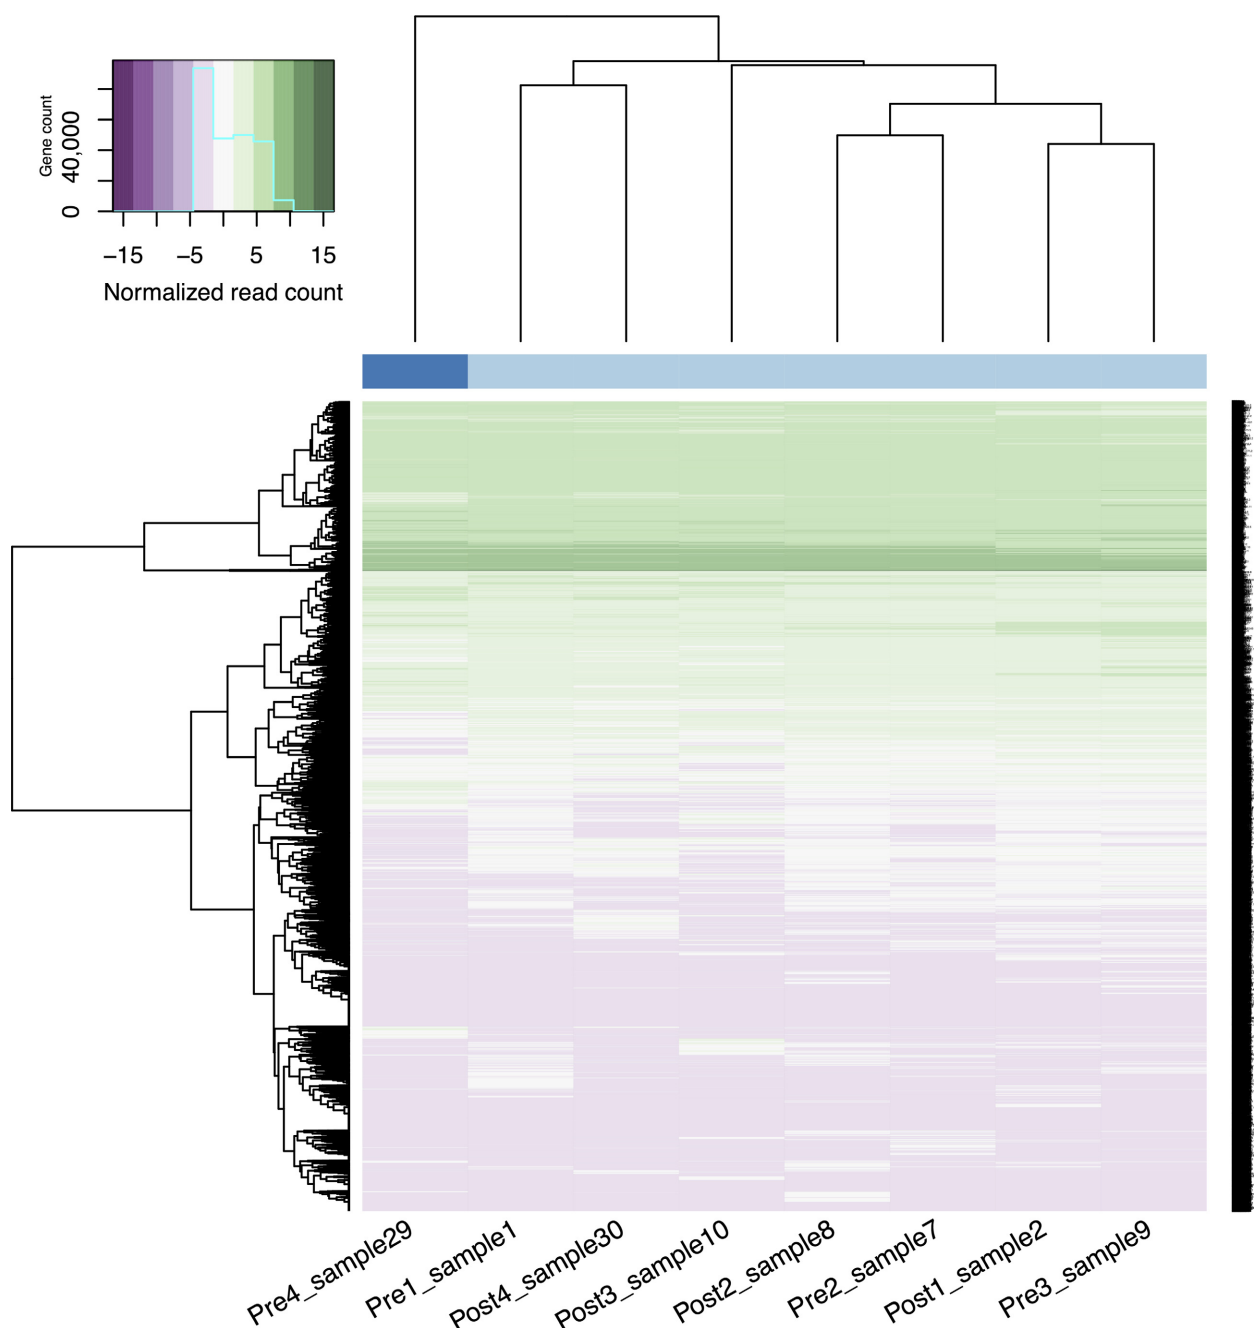 Gene count
40,000
0
−15 −5 5 15
Normalized read count
Pre4_sample29
Pre1_sample1
Post4_sample30
Post3_sample10
Post2_sample8
Pre2_sample7
Post1_sample2
Pre3_sample9